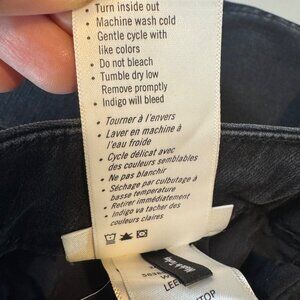 • Turn inside out
• Machine wash cold
• Gentle cycle with
like colors
• Do not bleach
• Tumble dry low
Remove promptly
• Indigo will bleed
• Tourner à l'envers
• Laver en machine à
l'eau froide
• Cycle délicat avec
des couleurs semblables
• Ne pas blanchir
• Séchage par culbutage à
basse temperature
• Retirer immédiatement
• Indigo va tacher des
couleurs claires